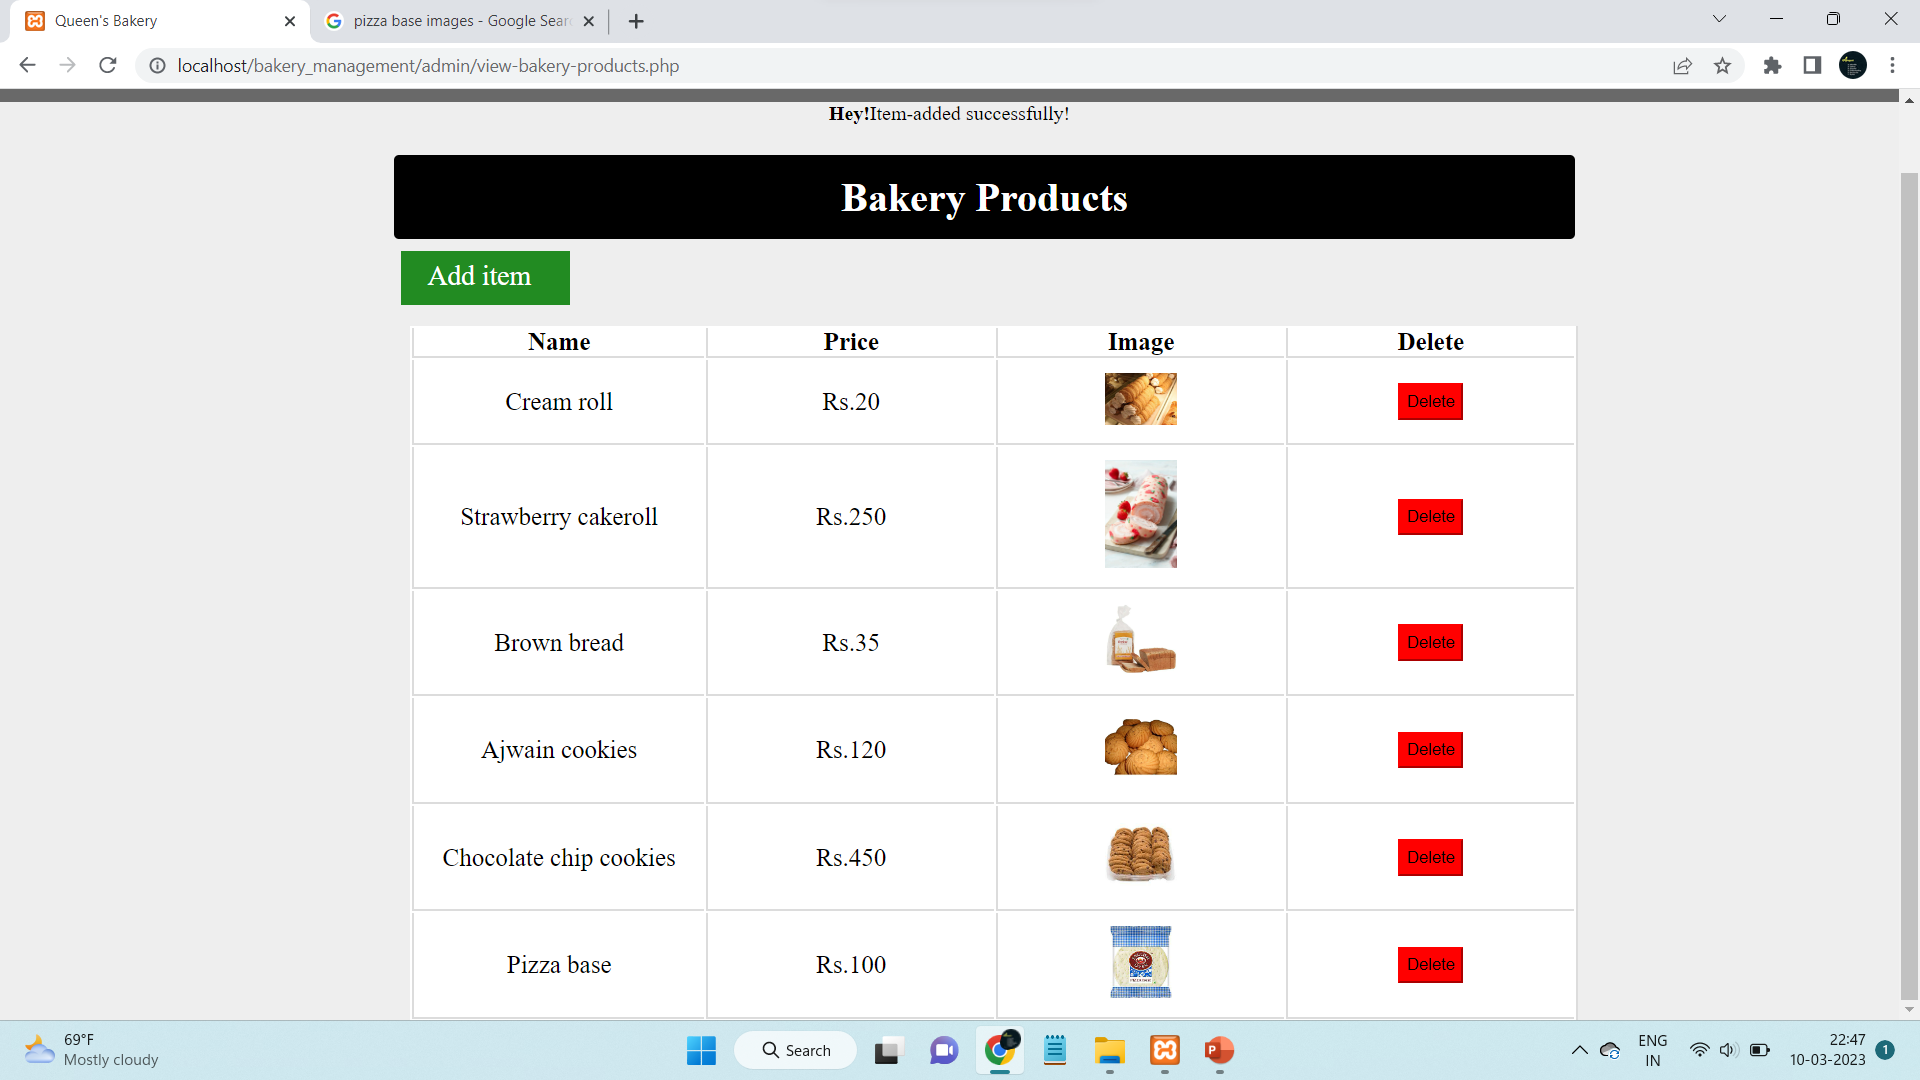 Queen's Bakery
pizza base images - Google Sear
localhost/bakery_management/admin/view-bakery-products.php
Hey!Item-added successfully!
Bakery Products
Add item
Name Price Image Delete
Cream roll Rs.20 Delete
Strawberry cakeroll Rs.250 Delete
Brown bread Rs.35 Delete
Ajwain cookies Rs.120 Delete
Chocolate chip cookies Rs.450 Delete
Pizza base Rs.100 Delete
69°F
Mostly cloudy
Search
ENG
IN
22:47
10-03-2023
1